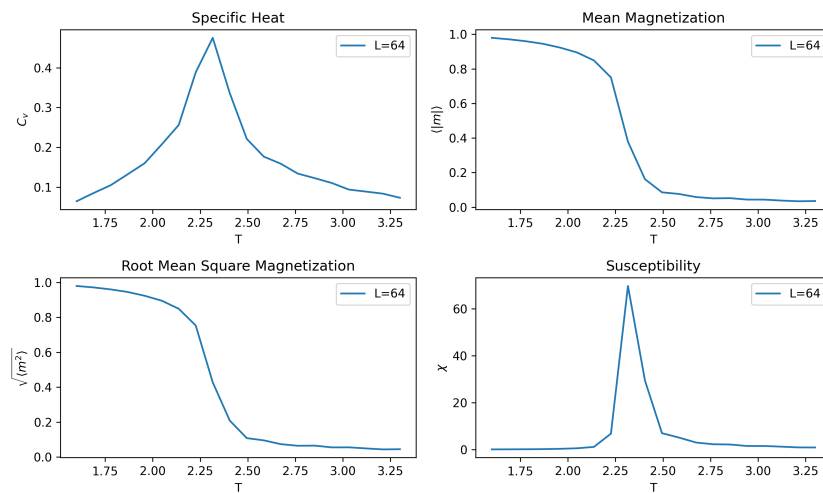 Specific Heat
L=64
C_v
0.4
0.3
0.2
0.1
1.75 2.00 2.25 2.50 2.75 3.00 3.25
T
Mean Magnetization
L=64
⟨|m|⟩
1.0
0.8
0.6
0.4
0.2
0.0
1.75 2.00 2.25 2.50 2.75 3.00 3.25
T
Root Mean Square Magnetization
L=64
√⟨m²⟩
1.0
0.8
0.6
0.4
0.2
0.0
1.75 2.00 2.25 2.50 2.75 3.00 3.25
T
Susceptibility
L=64
χ
60
40
20
0
1.75 2.00 2.25 2.50 2.75 3.00 3.25
T